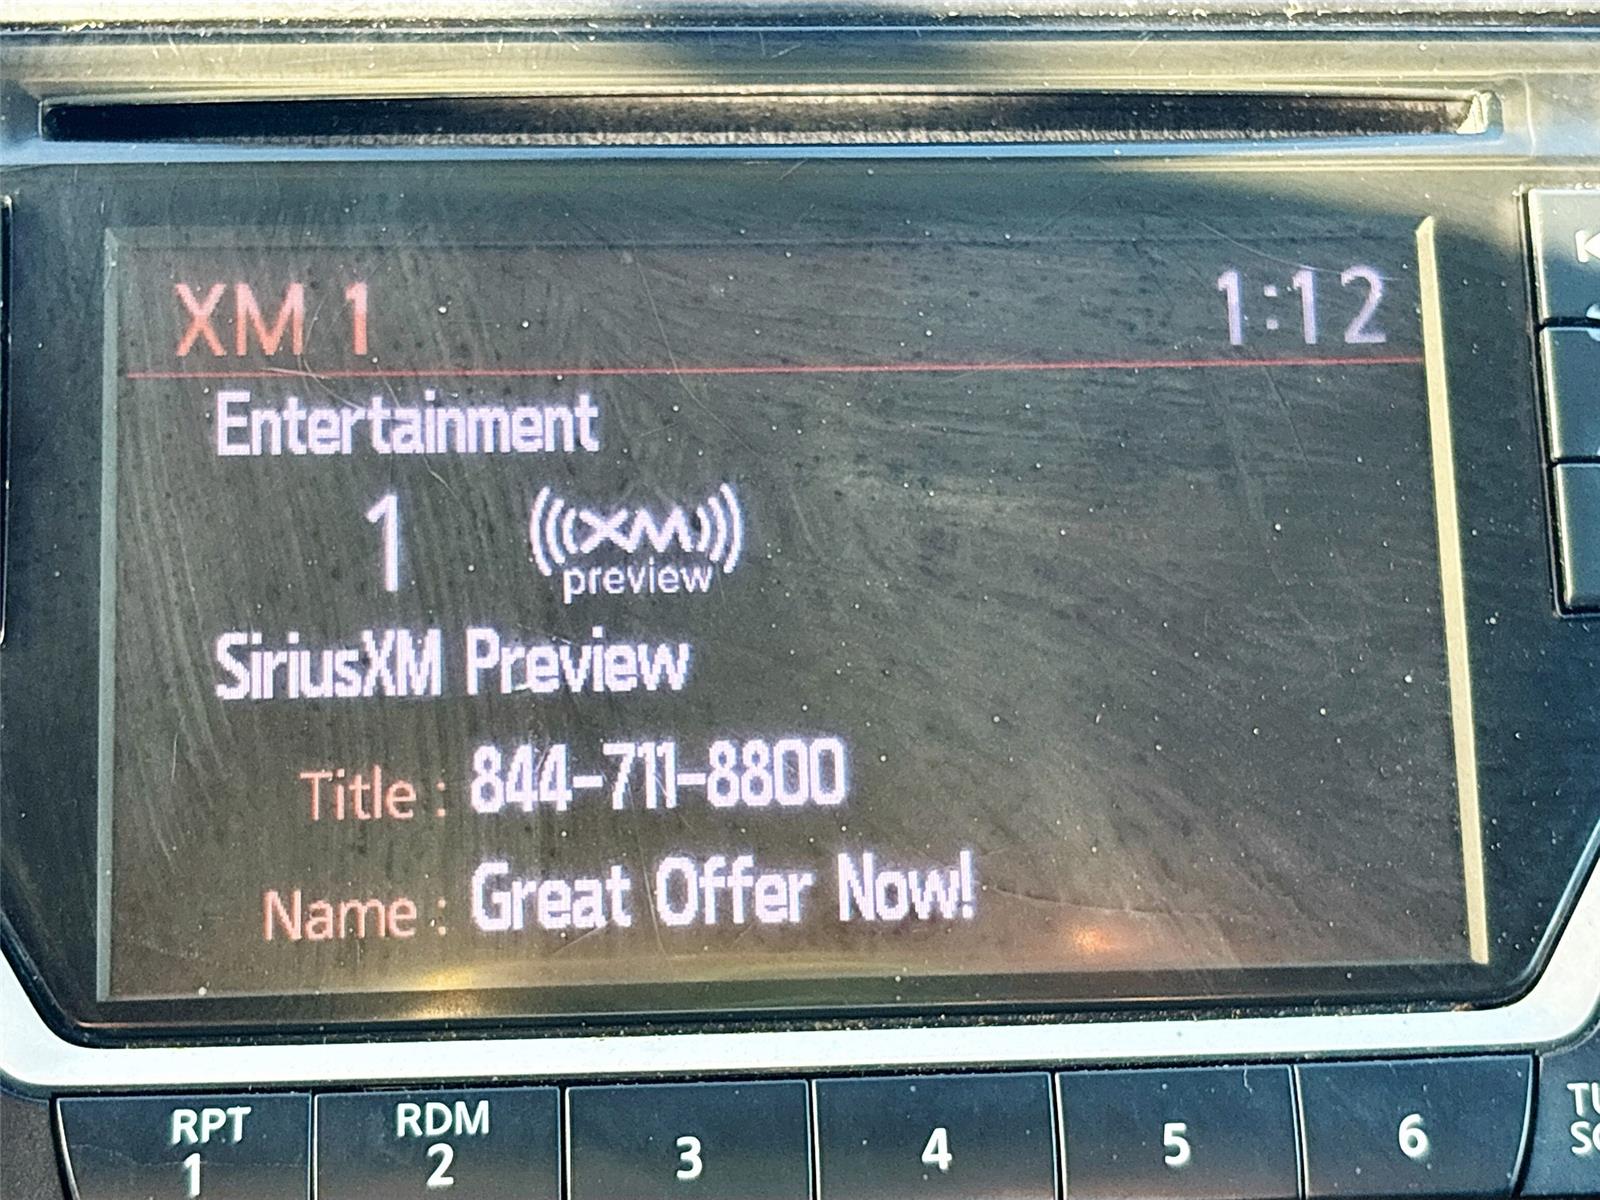 XM 1 1:12
Entertainment
1 ((XM)) preview
SiriusXM Preview
Title : 844-711-8800
Name : Great Offer Now!
RPT RDM
1 2 3 4 5 6